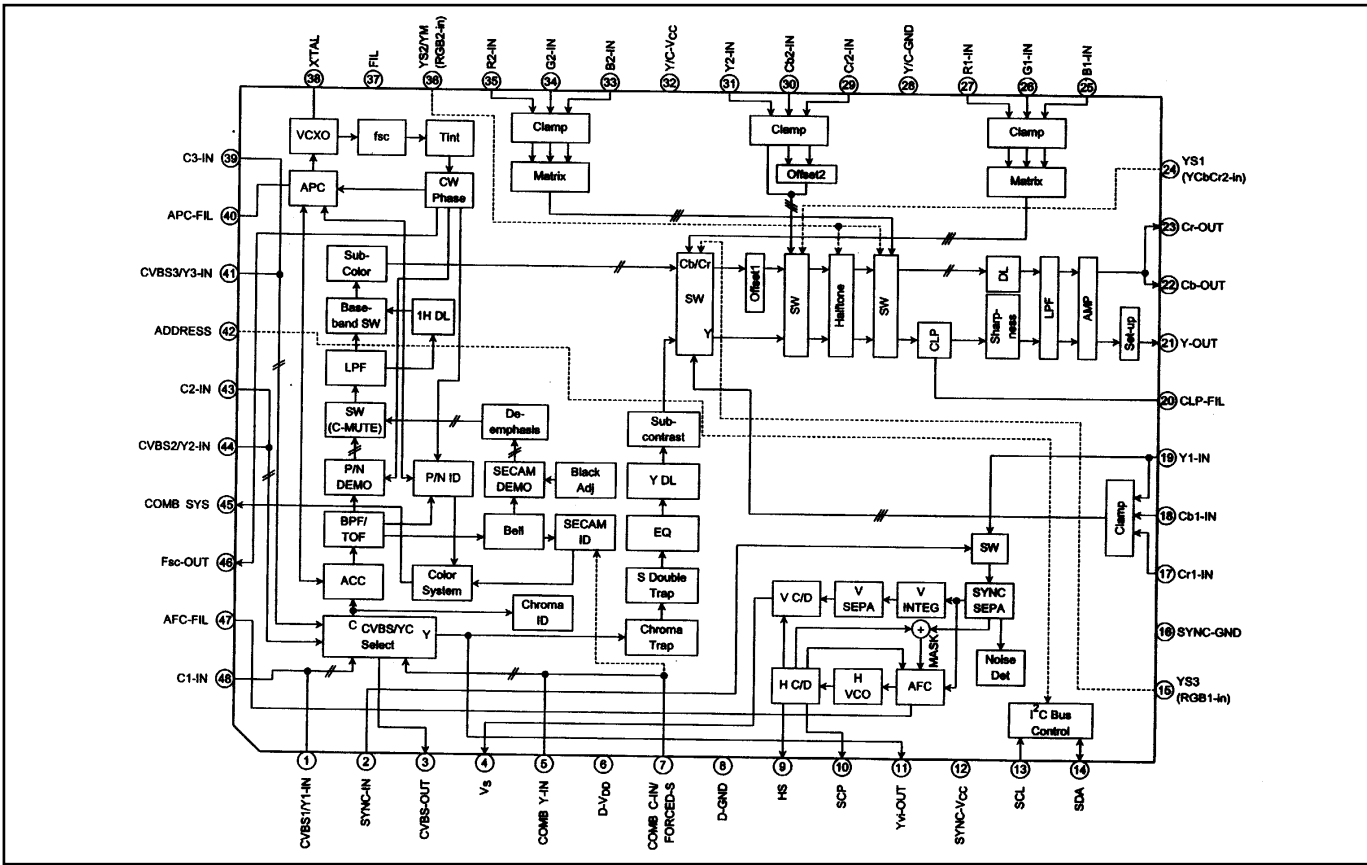 X'TAL
FIL
YS2/YM
(RGB2-in)
R2-IN
G2-IN
B2-IN
Y/C-VCC
Y2-IN
Cb2-IN
Cr2-IN
Y/C-GND
R1-IN
G1-IN
B1-IN
38
37
36
35
34
33
32
31
30
29
28
27
26
25
C3-IN 39
APC-FIL 40
CVBS3/Y3-IN 41
ADDRESS 42
C2-IN 43
CVBS2/Y2-IN 44
COMB SYS 45
Fsc-OUT 46
AFC-FIL 47
C1-IN 48
VCXO
fsc
Tint
APC
CW
Phase
Sub-
Color
Base-
band SW
1H DL
LPF
SW
(C-MUTE)
De-
emphasis
P/N
DEMO
P/N ID
SECAM
DEMO
Black
Adj
BPF/
TOF
Bell
SECAM
ID
ACC
Color
System
Chroma
ID
C
CVBS/YC
Select
Y
Clamp
Matrix
Clamp
Offset2
Clamp
Matrix
Cb/Cr
SW
Y
Offset1
SW
Halftone
SW
CLP
DL
Sharp-
ness
LPF
AMP
Set-up
Sub-
contrast
Y DL
EQ
S Double
Trap
Chroma
Trap
Clamp
SW
V C/D
V
SEPA
V
INTEG
SYNC
SEPA
+
MASK
Noise
Det
H C/D
H
VCO
AFC
I2C Bus
Control
24 YS1
(YCbCr2-in)
23 Cr-OUT
22 Cb-OUT
21 Y-OUT
20 CLP-FIL
19 Y1-IN
18 Cb1-IN
17 Cr1-IN
16 SYNC-GND
15 YS3
(RGB1-in)
1
2
3
4
5
6
7
8
9
10
11
12
13
14
CVBS1/Y1-IN
SYNC-IN
CVBS-OUT
VS
COMB Y-IN
D-VDD
COMB C-IN/
FORCED-S
D-GND
HS
SCP
Yvi-OUT
SYNC-VCC
SCL
SDA